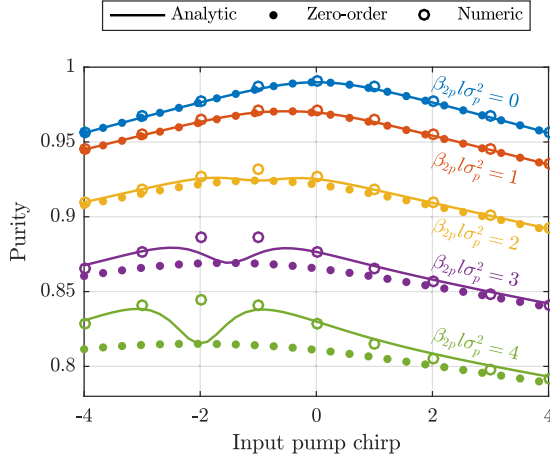 Analytic Zero-order Numeric
1
0.95
0.9
0.85
0.8
Purity
β₂ₚlσₚ² = 0
β₂ₚlσₚ² = 1
β₂ₚlσₚ² = 2
β₂ₚlσₚ² = 3
β₂ₚlσₚ² = 4
-4 -2 0 2 4
Input pump chirp